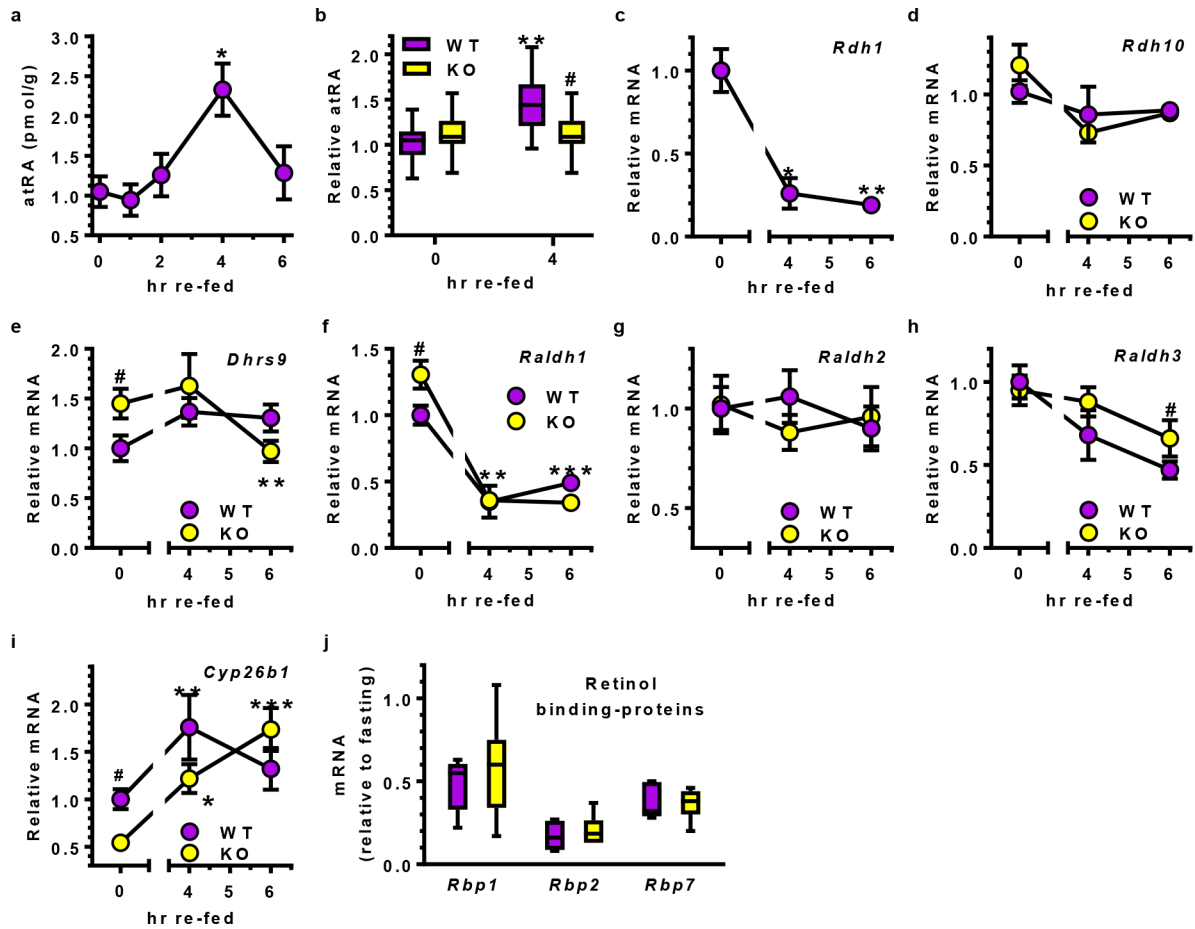 a
3.0
2.5
2.0
1.5
1.0
0.5
atRA (pmol/g)
*
0 2 4 6
hr re-fed
b
WT
KO
2.0
1.5
1.0
0.5
0.0
Relative atRA
**
#
0 4
hr re-fed
c
Rdh1
1.0
0.5
0.0
Relative mRNA
*
**
0 4 5 6
hr re-fed
d
Rdh10
1.0
0.5
0.0
Relative mRNA
WT
KO
0 4 5 6
hr re-fed
e
Dhrs9
2.0
1.5
1.0
0.5
0.0
Relative mRNA
#
**
WT
KO
0 4 5 6
hr re-fed
f
Raldh1
1.5
1.0
0.5
0.0
Relative mRNA
#
WT
KO
**
***
0 4 5 6
hr re-fed
g
Raldh2
1.0
0.5
Relative mRNA
WT
KO
0 4 5 6
hr re-fed
h
Raldh3
1.0
0.5
0.0
Relative mRNA
#
WT
KO
0 4 5 6
hr re-fed
i
Cyp26b1
2.0
1.5
1.0
0.5
Relative mRNA
#
**
***
*
WT
KO
0 4 5 6
hr re-fed
j
Retinol
binding-proteins
1.0
0.5
0.0
mRNA
(relative to fasting)
Rbp1 Rbp2 Rbp7